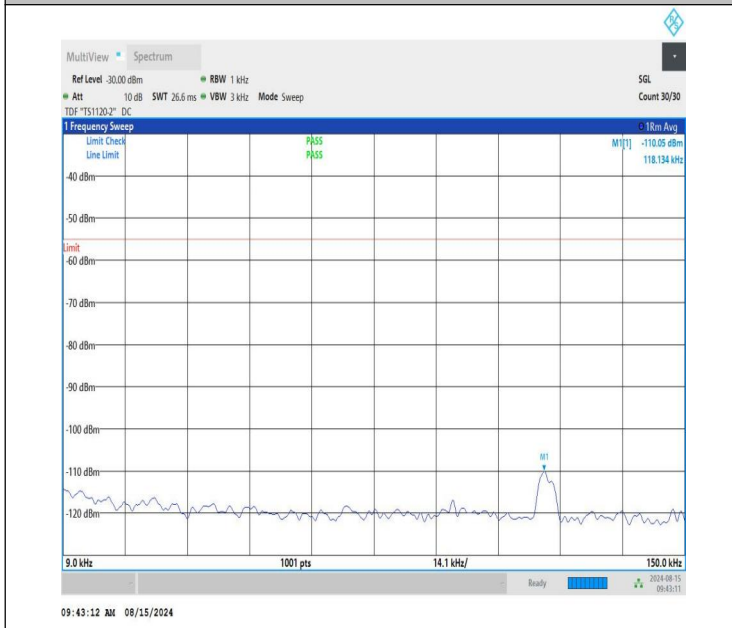 MultiView Spectrum
Ref Level -30.00 dBm RBW 1 kHz SGL
Att 10 dB SWT 26.6 ms VBW 3 kHz Mode Sweep Count 30/30
TDF "TS1120-2" DC
1 Frequency Sweep 1Rm Avg
Limit Check PASS M1[1] -110.05 dBm
Line Limit PASS 118.134 kHz
-40 dBm
-50 dBm
Limit
-60 dBm
-70 dBm
-80 dBm
-90 dBm
-100 dBm
M1
-110 dBm
-120 dBm
9.0 kHz 1001 pts 14.1 kHz/ 150.0 kHz
Ready 2024-08-15
09:43:11
09:43:12 AM 08/15/2024